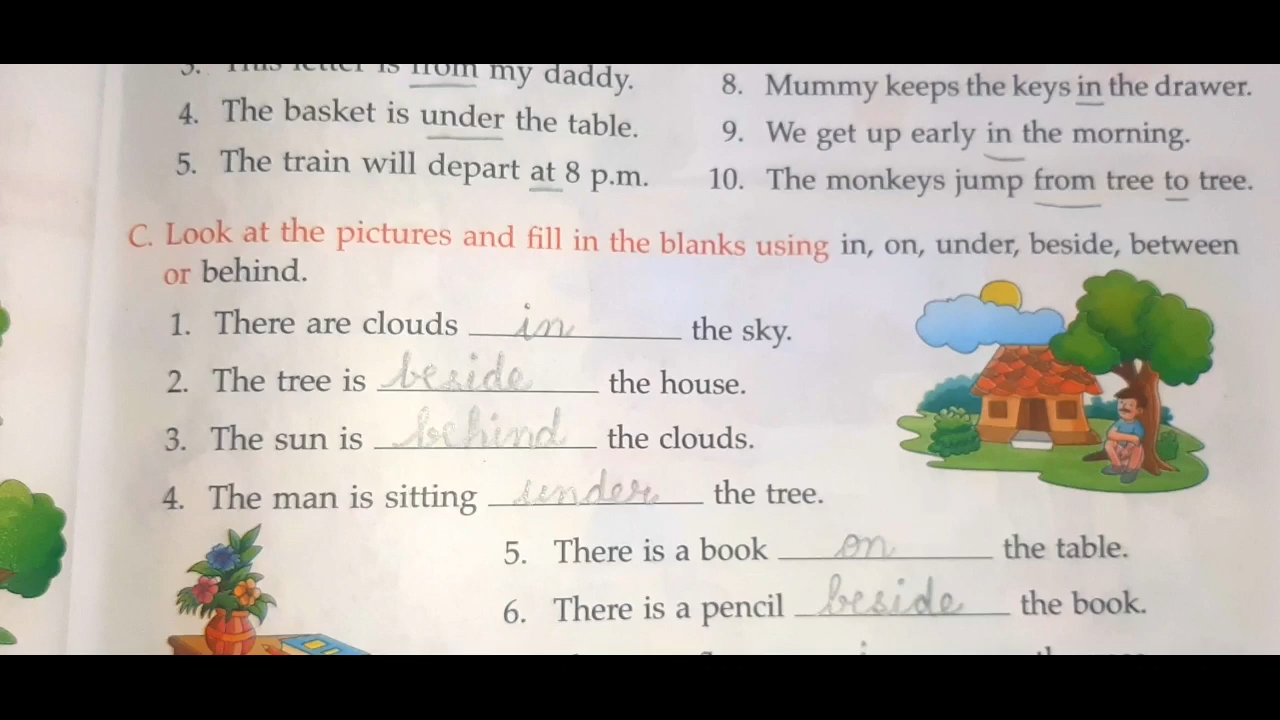 3. This letter is from my daddy.
4. The basket is under the table.
5. The train will depart at 8 p.m.
8. Mummy keeps the keys in the drawer.
9. We get up early in the morning.
10. The monkeys jump from tree to tree.
C. Look at the pictures and fill in the blanks using in, on, under, beside, between
or behind.
1. There are clouds in the sky.
2. The tree is beside the house.
3. The sun is behind the clouds.
4. The man is sitting under the tree.
5. There is a book on the table.
6. There is a pencil beside the book.